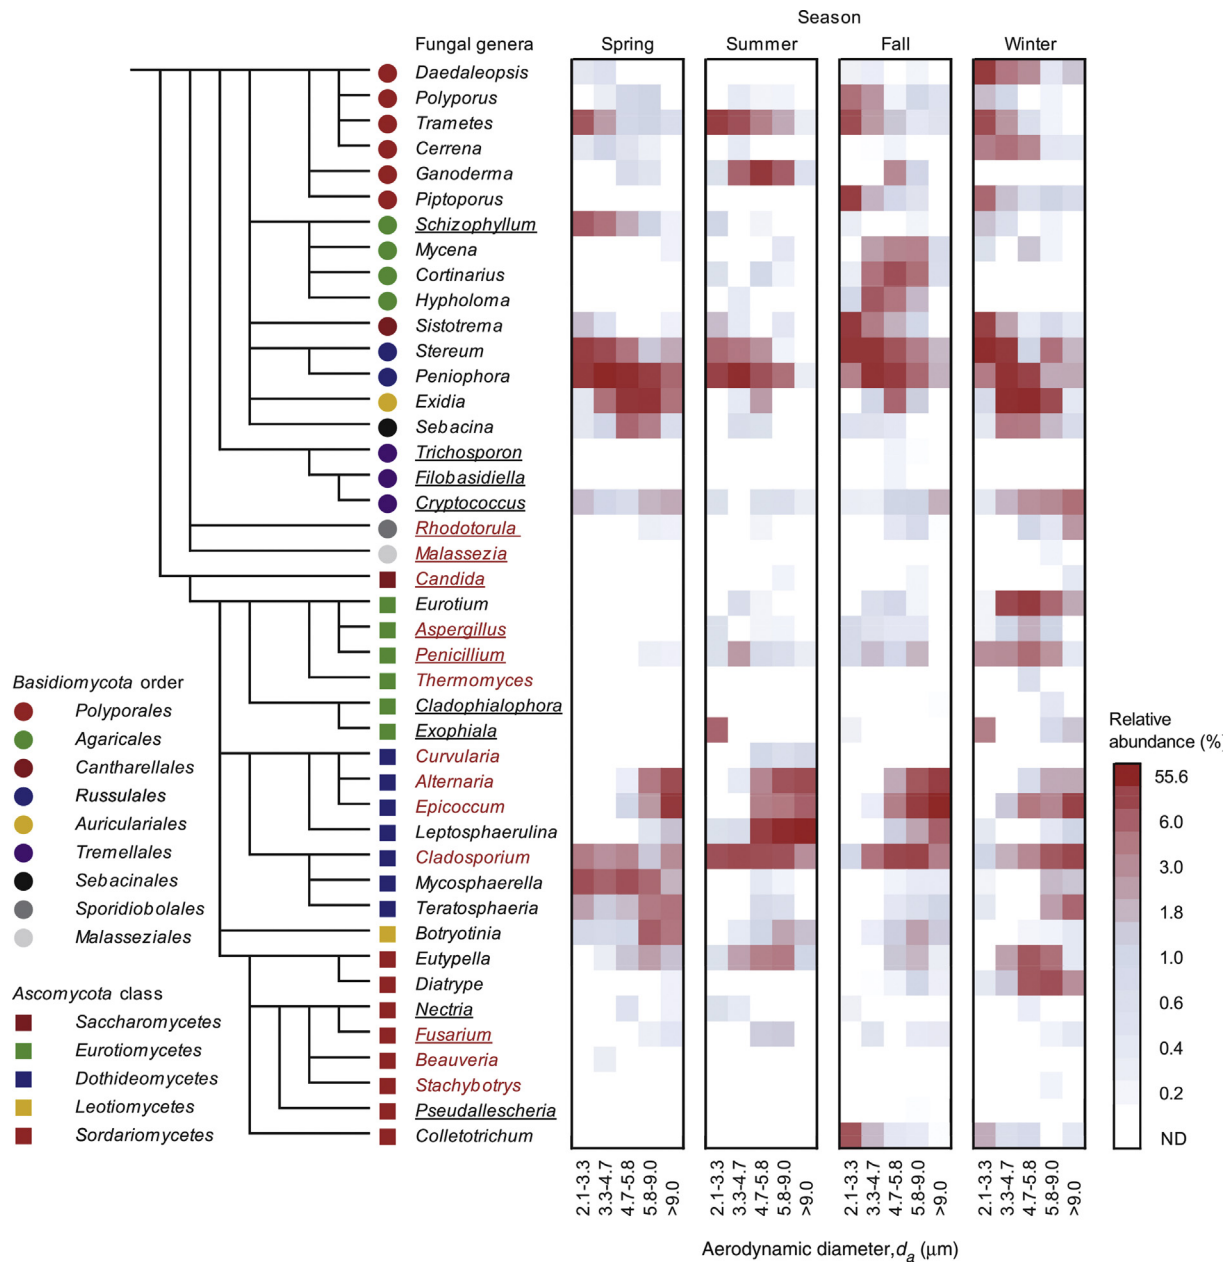 Season
Fungal genera
Spring
Summer
Fall
Winter
Daedaleopsis
Polyporus
Trametes
Cerrena
Ganoderma
Piptoporus
Schizophyllum
Mycena
Cortinarius
Hypholoma
Sistotrema
Stereum
Peniophora
Exidia
Sebacina
Trichosporon
Filobasidiella
Cryptococcus
Rhodotorula
Malassezia
Candida
Eurotium
Aspergillus
Penicillium
Thermomyces
Cladophialophora
Exophiala
Curvularia
Alternaria
Epicoccum
Leptosphaerulina
Cladosporium
Mycosphaerella
Teratosphaeria
Botryotinia
Eutypella
Diatrype
Nectria
Fusarium
Beauveria
Stachybotrys
Pseudallescheria
Colletotrichum
Basidiomycota order
Polyporales
Agaricales
Cantharellales
Russulales
Auriculariales
Tremellales
Sebacinales
Sporidiobolales
Malasseziales
Ascomycota class
Saccharomycetes
Eurotiomycetes
Dothideomycetes
Leotiomycetes
Sordariomycetes
Relative
abundance (%)
55.6
6.0
3.0
1.8
1.0
0.6
0.4
0.2
ND
2.1-3.3
3.3-4.7
4.7-5.8
5.8-9.0
>9.0
2.1-3.3
3.3-4.7
4.7-5.8
5.8-9.0
>9.0
2.1-3.3
3.3-4.7
4.7-5.8
5.8-9.0
>9.0
2.1-3.3
3.3-4.7
4.7-5.8
5.8-9.0
>9.0
Aerodynamic diameter,da (μm)